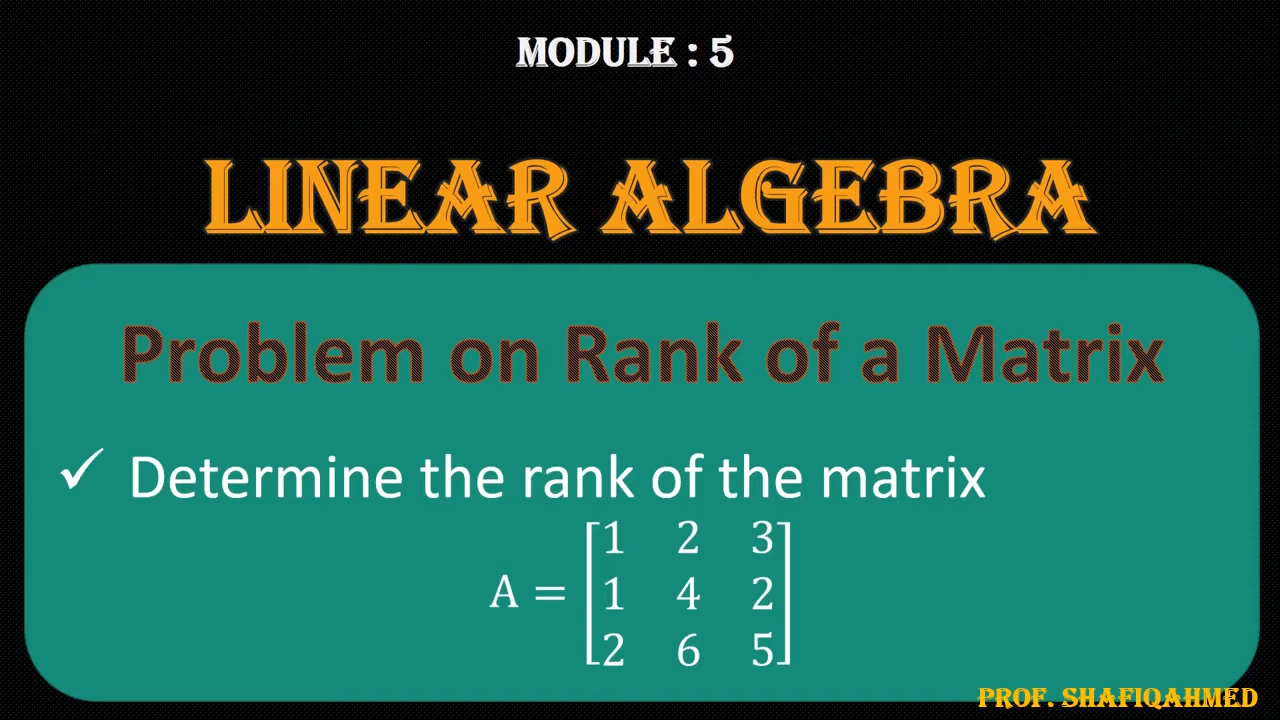 MODULE : 5
LINEAR ALGEBRA
Problem on Rank of a Matrix
✓ Determine the rank of the matrix
A = [1 2 3
1 4 2
2 6 5]
PROF. SHAFIQAHMED